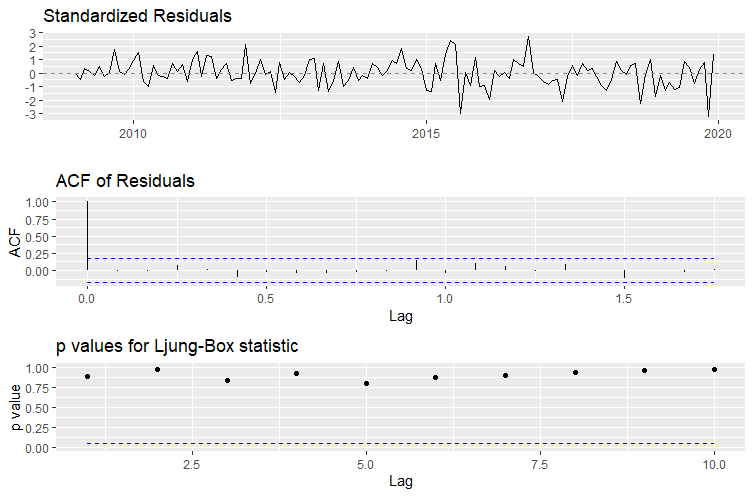 Standardized Residuals
3
2
1
0
-1
-2
-3
2010 2015 2020
ACF of Residuals
ACF
1.00
0.75
0.50
0.25
0.00
0.0 0.5 1.0 1.5
Lag
p values for Ljung-Box statistic
p value
1.00
0.75
0.50
0.25
0.00
2.5 5.0 7.5 10.0
Lag